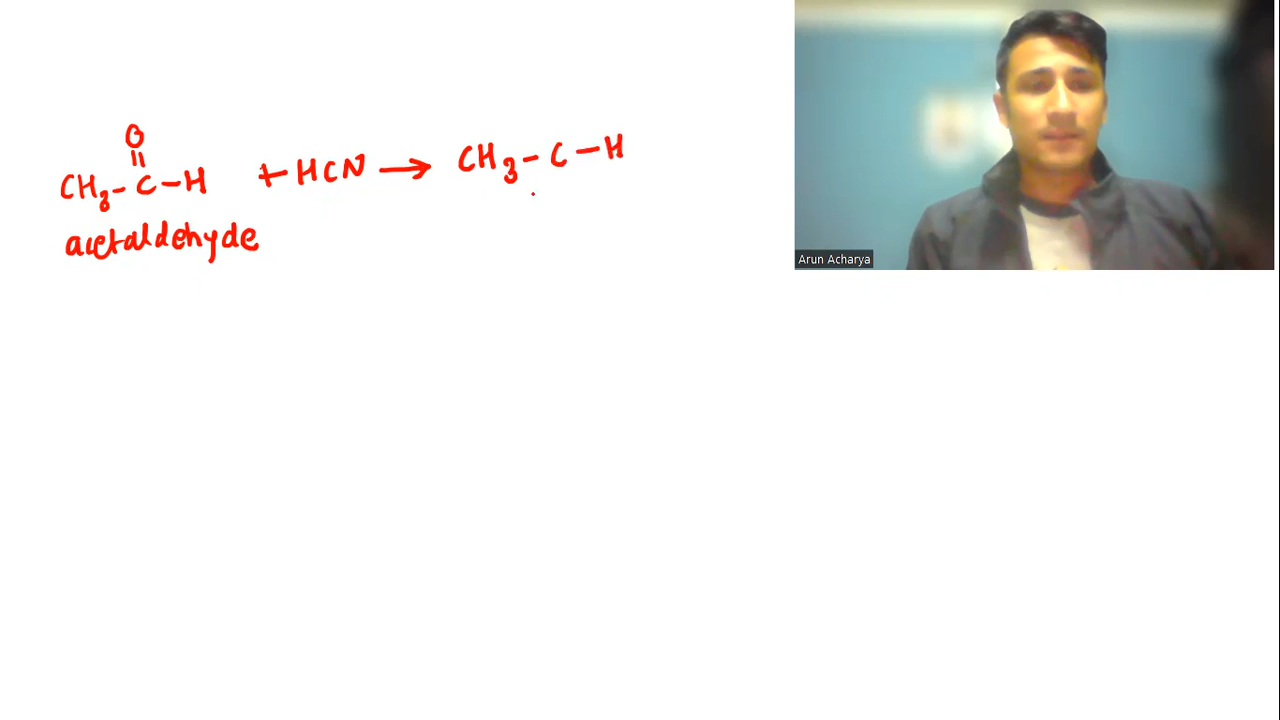 O
||
CH3-C-H + HCN → CH3-C-H
acetaldehyde
Arun Acharya